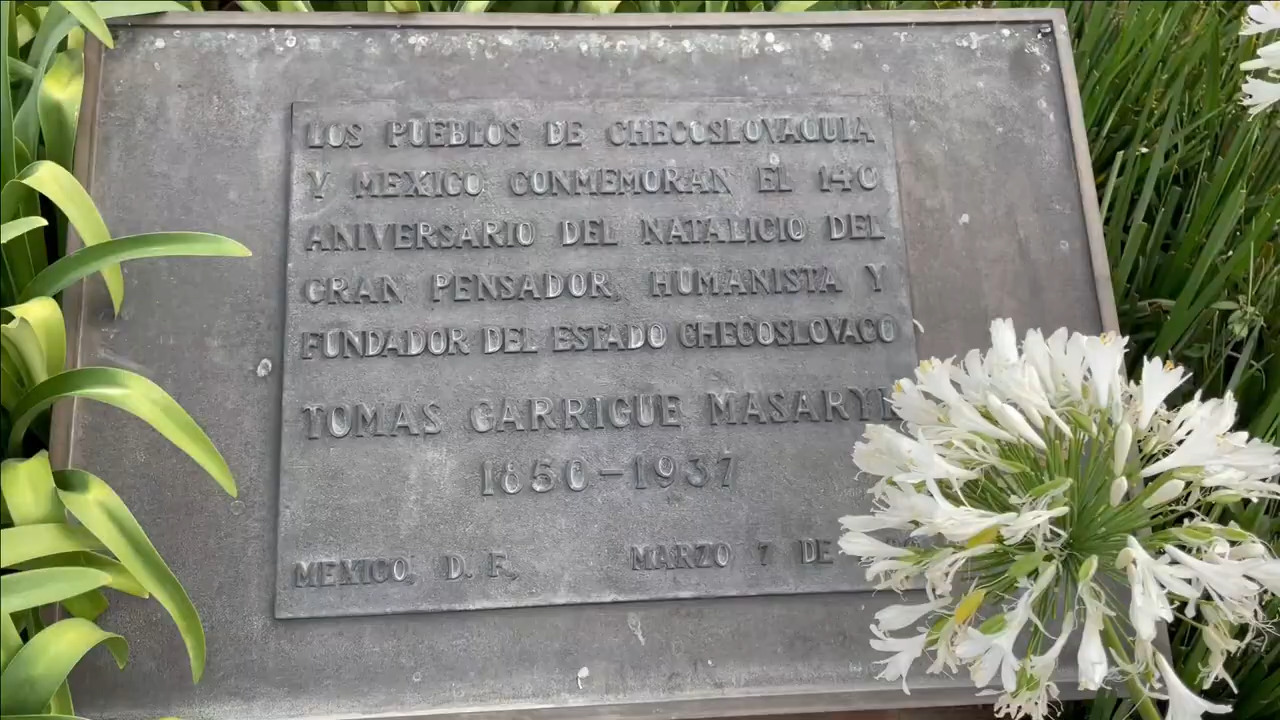 LOS PUEBLOS DE CHECOSLOVAQUIA
Y MEXICO CONMEMORAN EL 140
ANIVERSARIO DEL NATALICIO DEL
GRAN PENSADOR, HUMANISTA Y
FUNDADOR DEL ESTADO CHECOSLOVACO
TOMAS GARRIGUE MASARYK
1850-1937
MEXICO, D. F., MARZO 7 DE